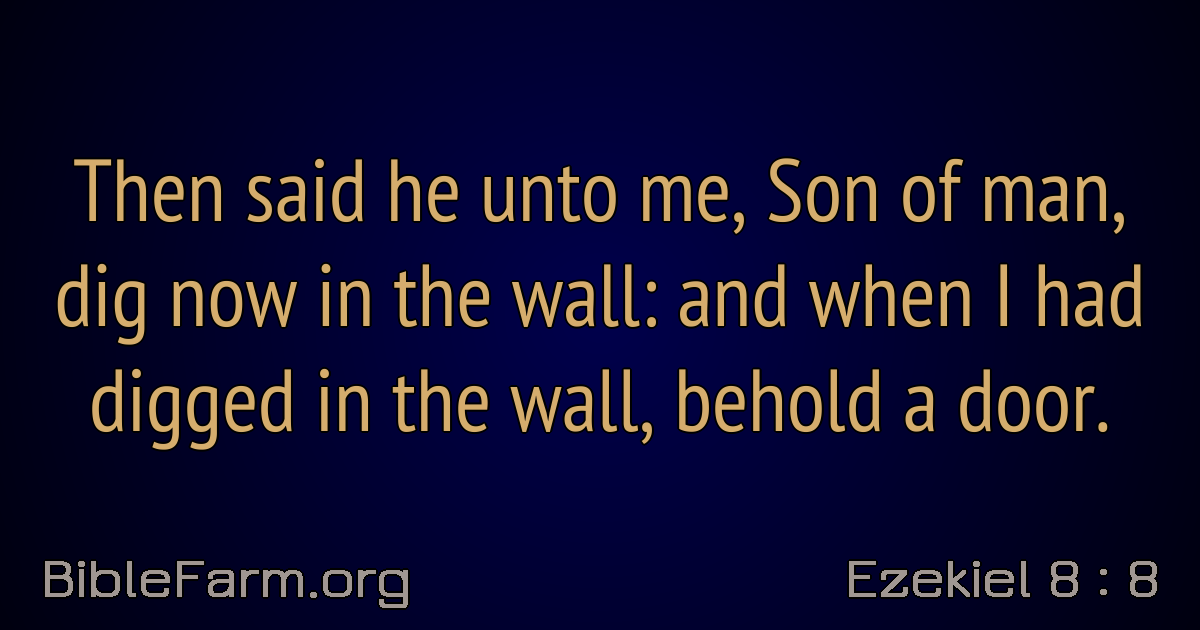 Then said he unto me, Son of man,
dig now in the wall: and when I had
digged in the wall, behold a door.
BibleFarm.org
Ezekiel 8 : 8